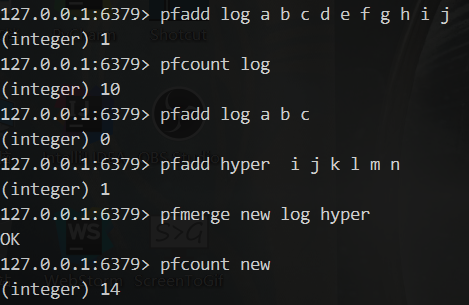 127.0.0.1:6379> pfadd log a b c d e f g h i j
(integer) 1
127.0.0.1:6379> pfcount log
(integer) 10
127.0.0.1:6379> pfadd log a b c
(integer) 0
127.0.0.1:6379> pfadd hyper  i j k l m n
(integer) 1
127.0.0.1:6379> pfmerge new log hyper
OK
127.0.0.1:6379> pfcount new
(integer) 14